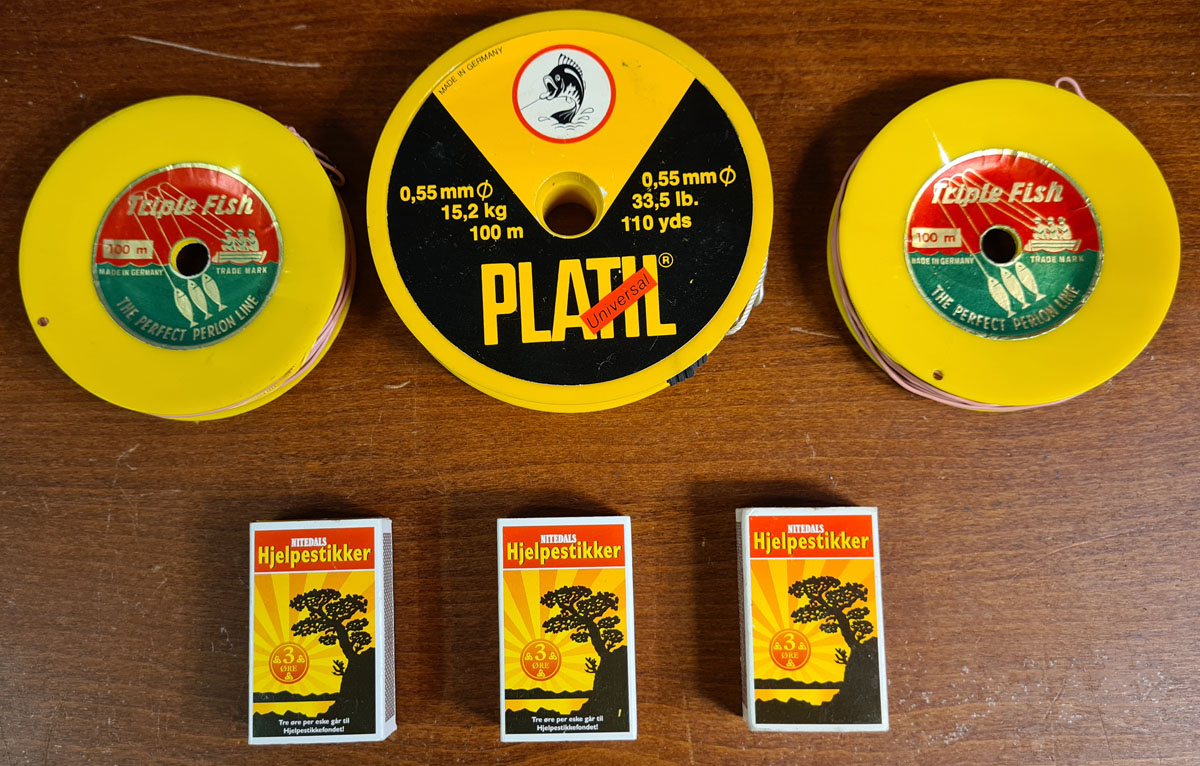 Triple Fish
100 m
MADE IN GERMANY
TRADE MARK
THE PERFECT PERLON LINE
MADE IN GERMANY
0,55 mm ϕ
15,2 kg
100 m
0,55 mm ϕ
33,5 lb.
110 yds
PLATIL®
Universal
Triple Fish
100 m
MADE IN GERMANY
TRADE MARK
THE PERFECT PERLON LINE
NITEDALS
Hjelpestikker
3
ØRE
Tre øre per eske går til
Hjelpestikkefondet!
NITEDALS
Hjelpestikker
3
ØRE
Tre øre per eske går til
Hjelpestikkefondet!
NITEDALS
Hjelpestikker
3
ØRE